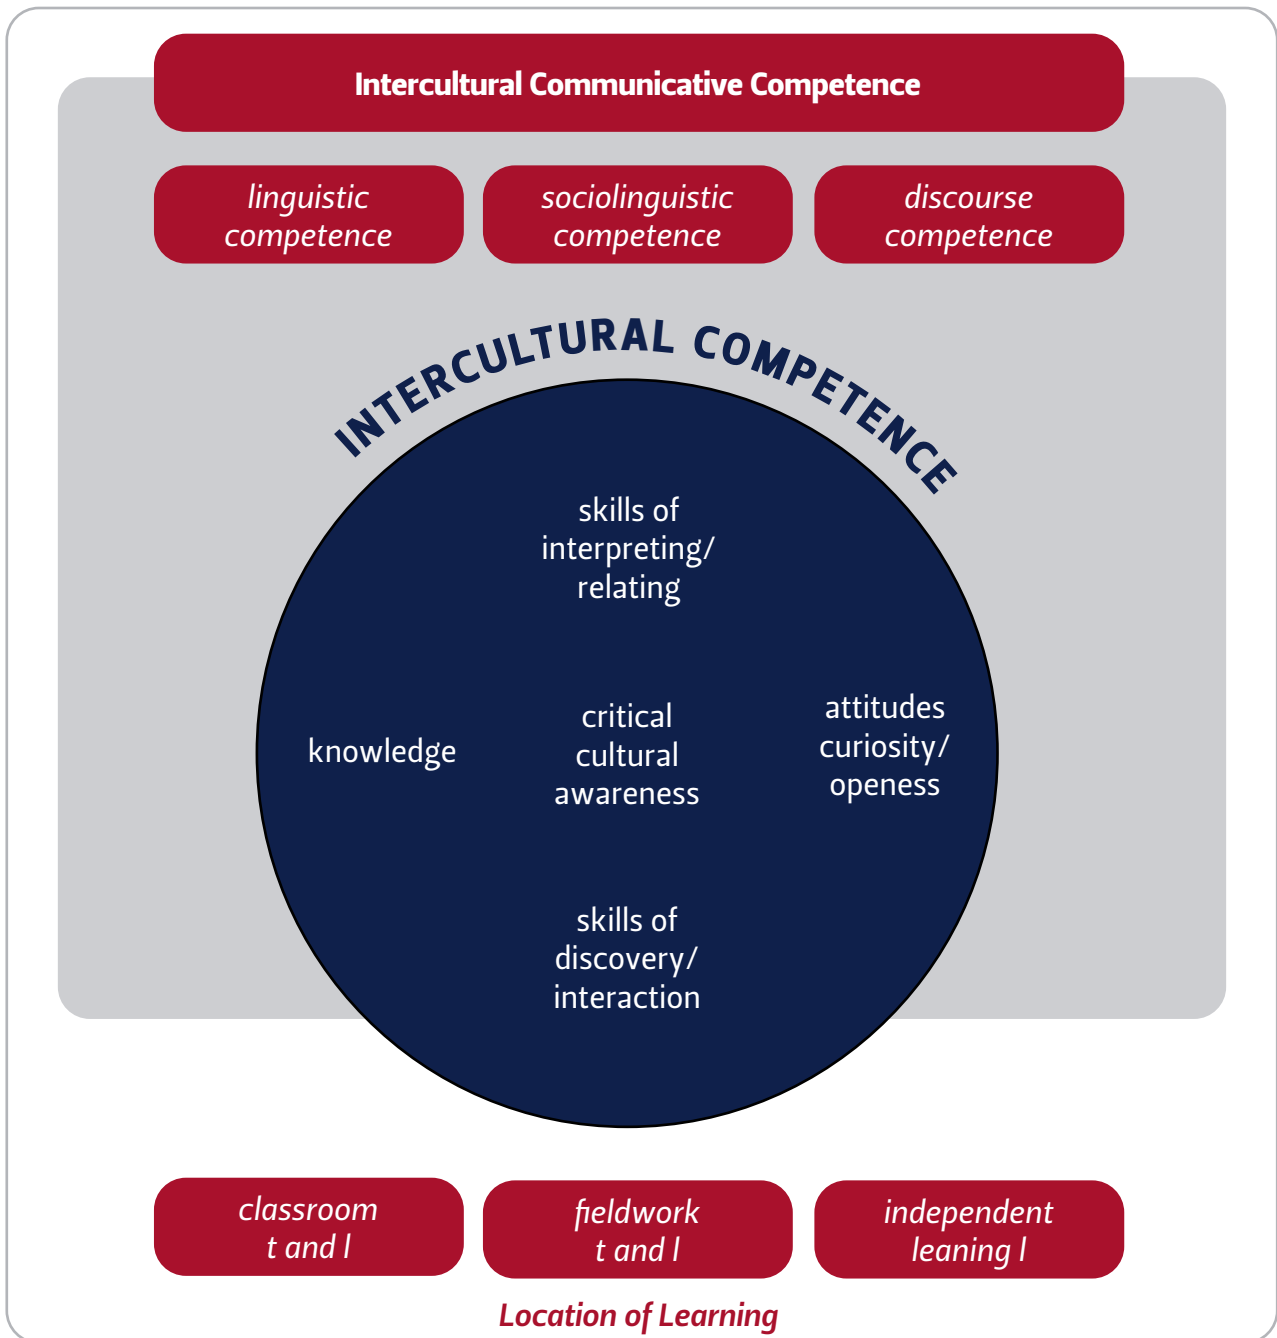 Intercultural Communicative Competence
linguistic
competence
sociolinguistic
competence
discourse
competence
INTERCULTURAL COMPETENCE
skills of
interpreting/
relating
knowledge
critical
cultural
awareness
attitudes
curiosity/
openess
skills of
discovery/
interaction
classroom
t and l
fieldwork
t and l
independent
leaning l
Location of Learning